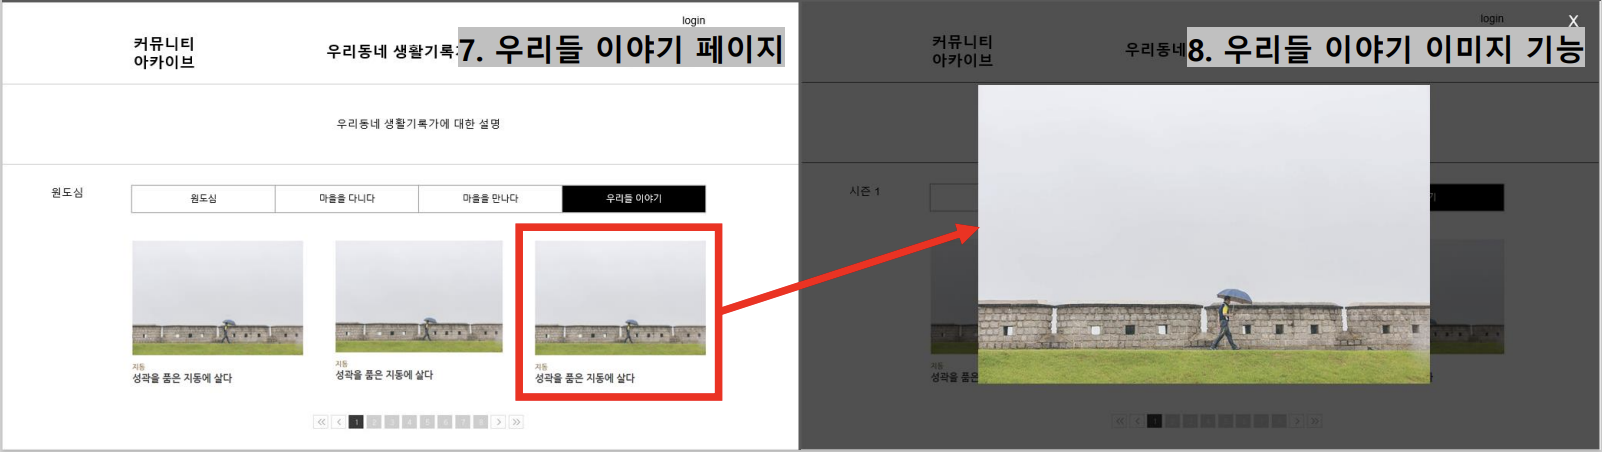 login
커뮤니티
아카이브
우리동네 생활기록
7. 우리들 이야기 페이지
우리동네 생활기록가에 대한 설명
원도심
원도심
마을을 다니다
마을을 만나다
우리들 이야기
지동
성곽을 품은 지동에 살다
지동
성곽을 품은 지동에 살다
지동
성곽을 품은 지동에 살다
« ‹ 1 2 3 4 5 6 7 8 › »
login
X
커뮤니티
아카이브
우리동네
8. 우리들 이야기 이미지 기능
시즌 1
기
지동
성곽을 품은
다
« ‹ 1 › »